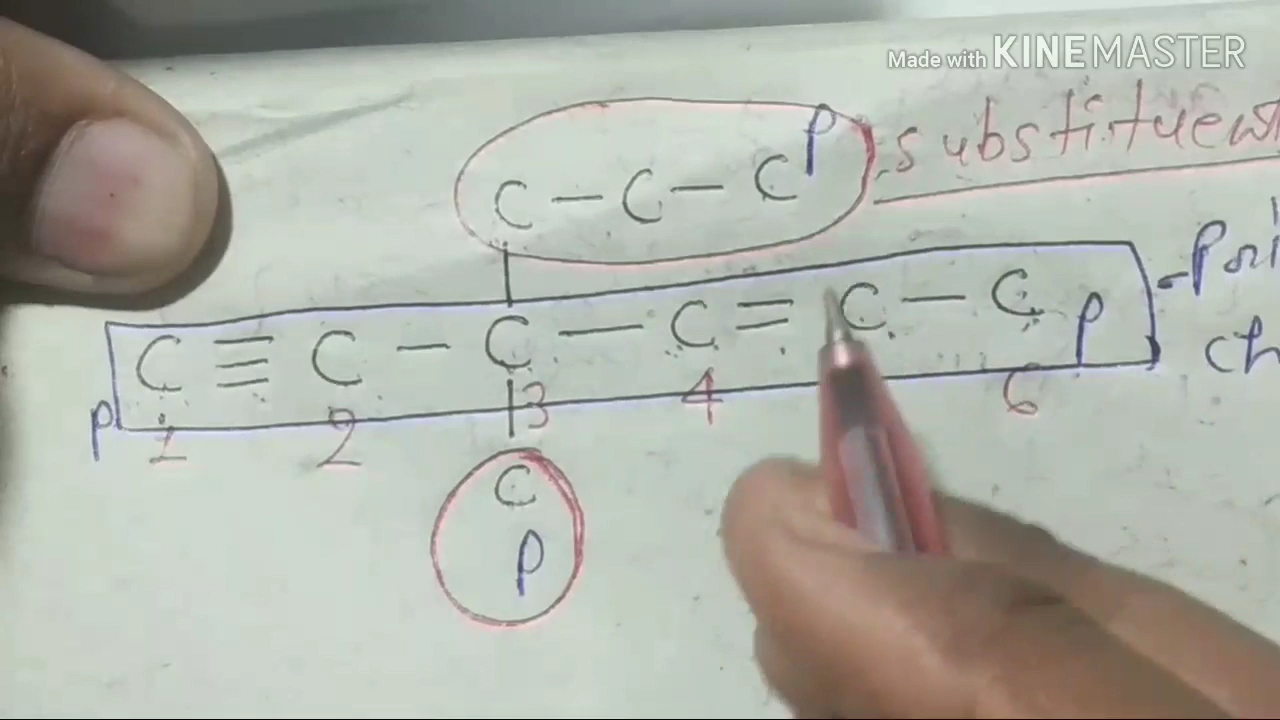 Made with KINEMASTER
P
C – C – C substituent
C ≡ C – C – C = C – C P
P 1 2 3 4 6
C
P